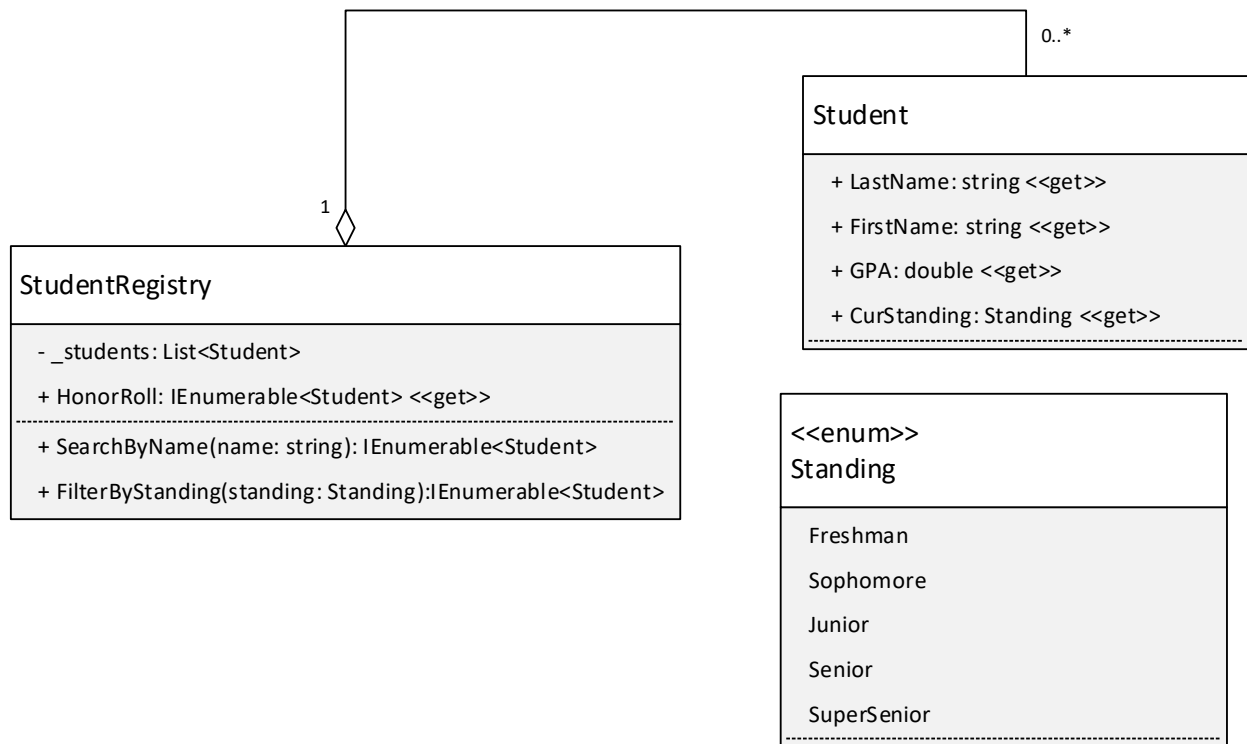 0..*
Student
+ LastName: string <<get>>
+ FirstName: string <<get>>
+ GPA: double <<get>>
+ CurStanding: Standing <<get>>
1
StudentRegistry
- _students: List<Student>
+ HonorRoll: IEnumerable<Student> <<get>>
+ SearchByName(name: string): IEnumerable<Student>
+ FilterByStanding(standing: Standing):IEnumerable<Student>
<<enum>>
Standing
Freshman
Sophomore
Junior
Senior
SuperSenior